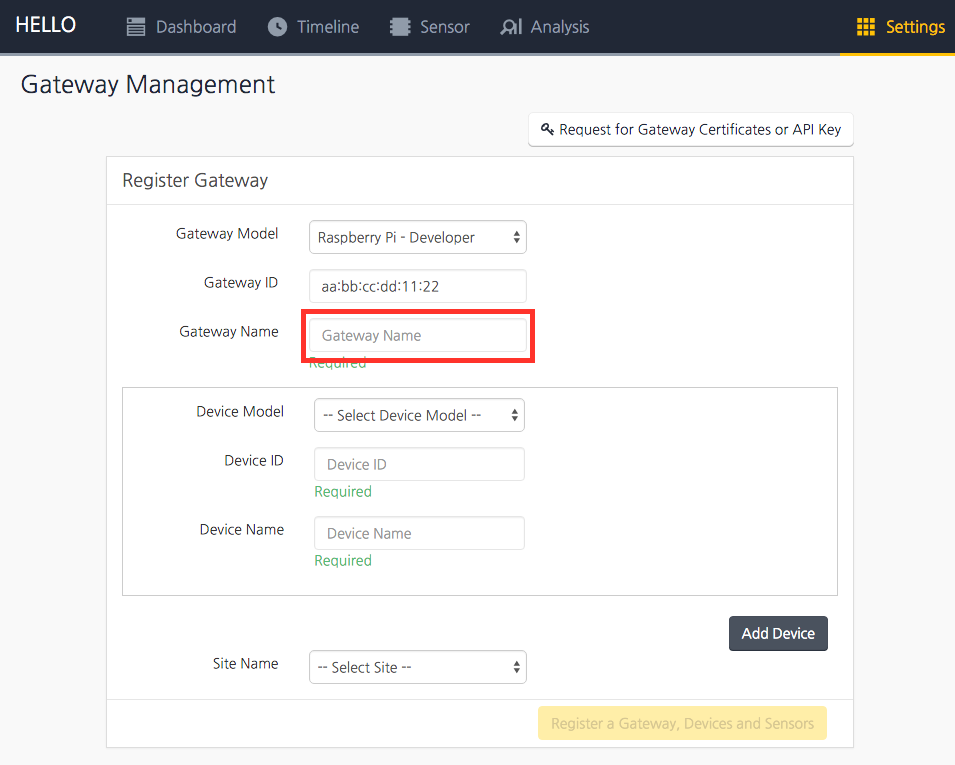 HELLO Dashboard Timeline Sensor Analysis Settings
Gateway Management
Request for Gateway Certificates or API Key
Register Gateway
Gateway Model Raspberry Pi - Developer
Gateway ID aa:bb:cc:dd:11:22
Gateway Name Gateway Name
Required
Device Model -- Select Device Model --
Device ID Device ID
Required
Device Name Device Name
Required
Add Device
Site Name -- Select Site --
Register a Gateway, Devices and Sensors